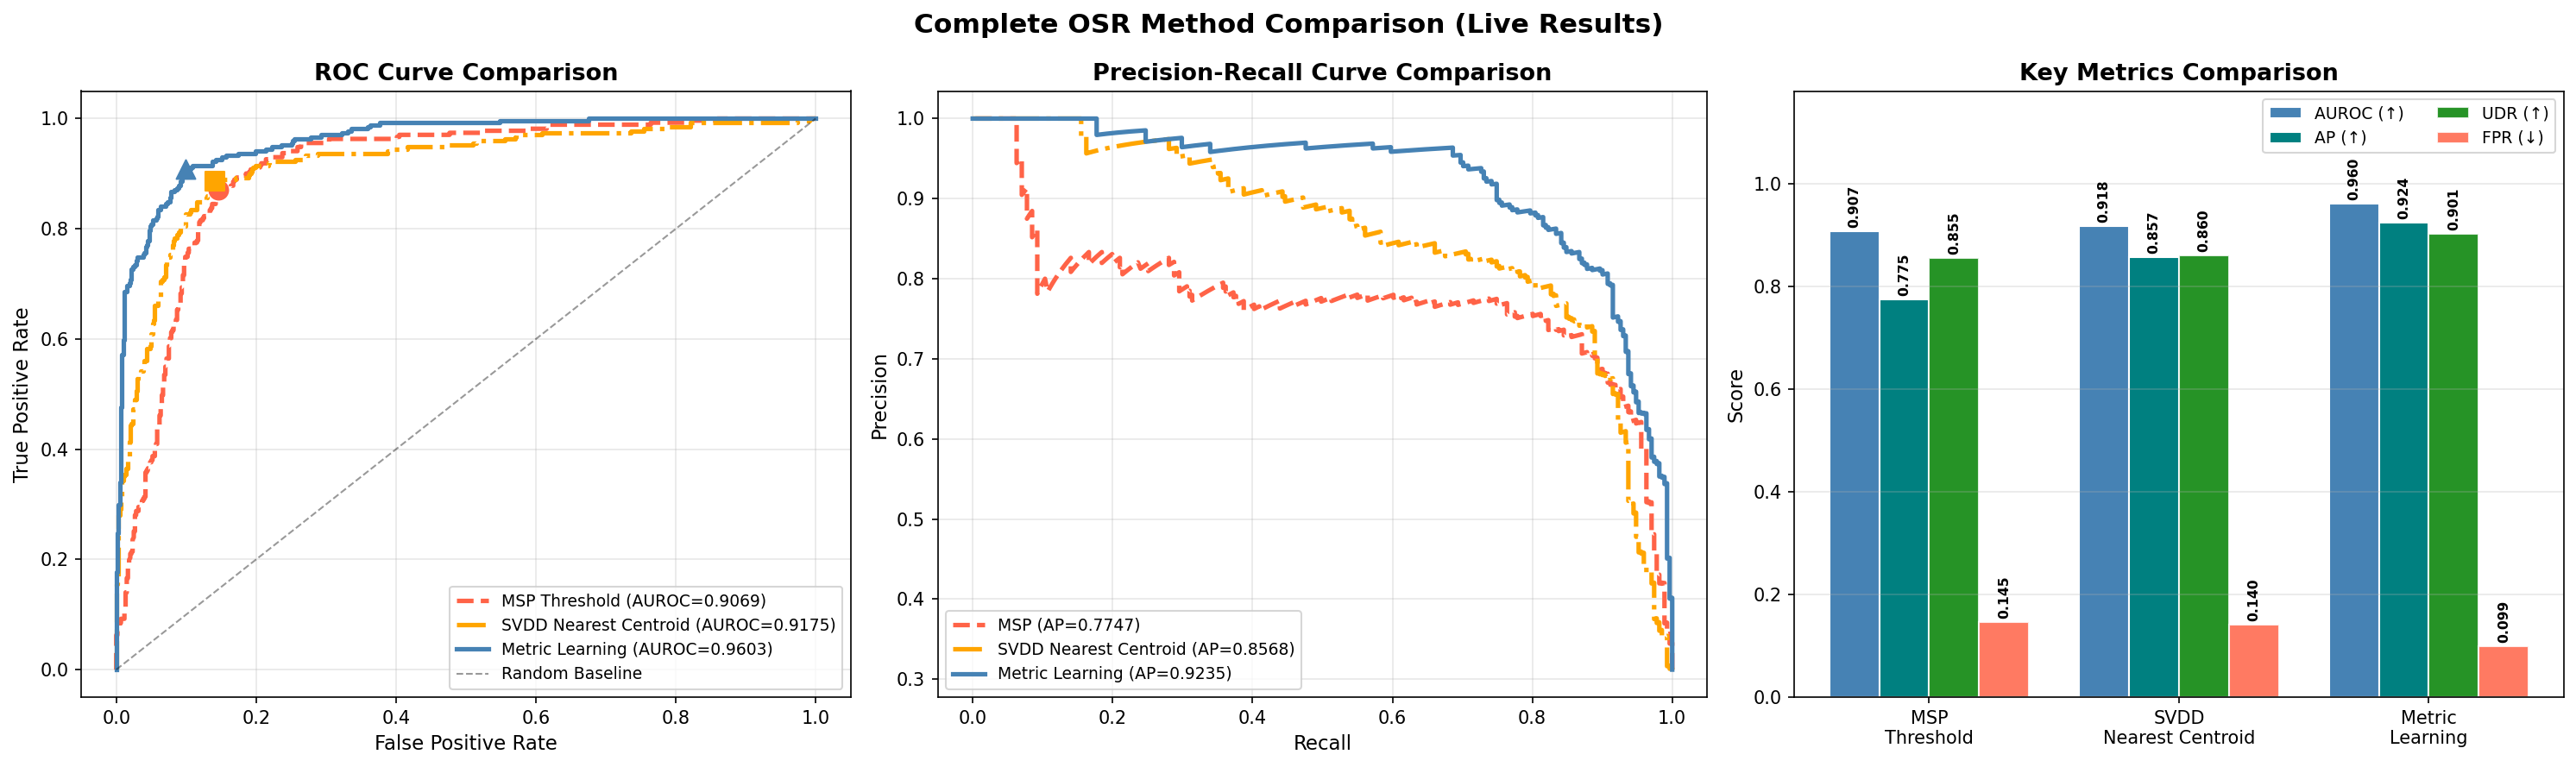 Complete OSR Method Comparison (Live Results)
ROC Curve Comparison
True Positive Rate
1.0
0.8
0.6
0.4
0.2
0.0
MSP Threshold (AUROC=0.9069)
SVDD Nearest Centroid (AUROC=0.9175)
Metric Learning (AUROC=0.9603)
Random Baseline
0.0 0.2 0.4 0.6 0.8 1.0
False Positive Rate
Precision-Recall Curve Comparison
Precision
1.0
0.9
0.8
0.7
0.6
0.5
0.4
0.3
MSP (AP=0.7747)
SVDD Nearest Centroid (AP=0.8568)
Metric Learning (AP=0.9235)
0.0 0.2 0.4 0.6 0.8 1.0
Recall
Key Metrics Comparison
AUROC (↑) UDR (↑)
AP (↑) FPR (↓)
Score
1.0
0.8
0.6
0.4
0.2
0.0
0.907
0.775
0.855
0.145
0.918
0.857
0.860
0.140
0.960
0.924
0.901
0.099
MSP
Threshold
SVDD
Nearest Centroid
Metric
Learning